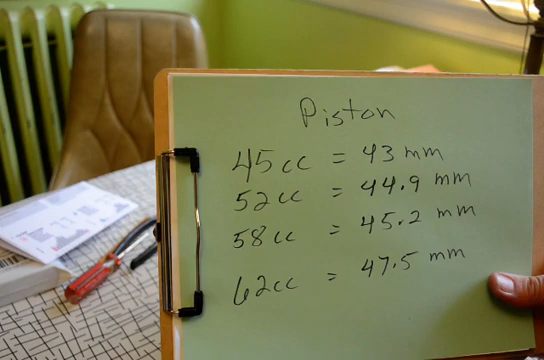 Piston
45cc = 43 mm
52cc = 44.9 mm
58cc = 45.2 mm
62cc = 47.5 mm